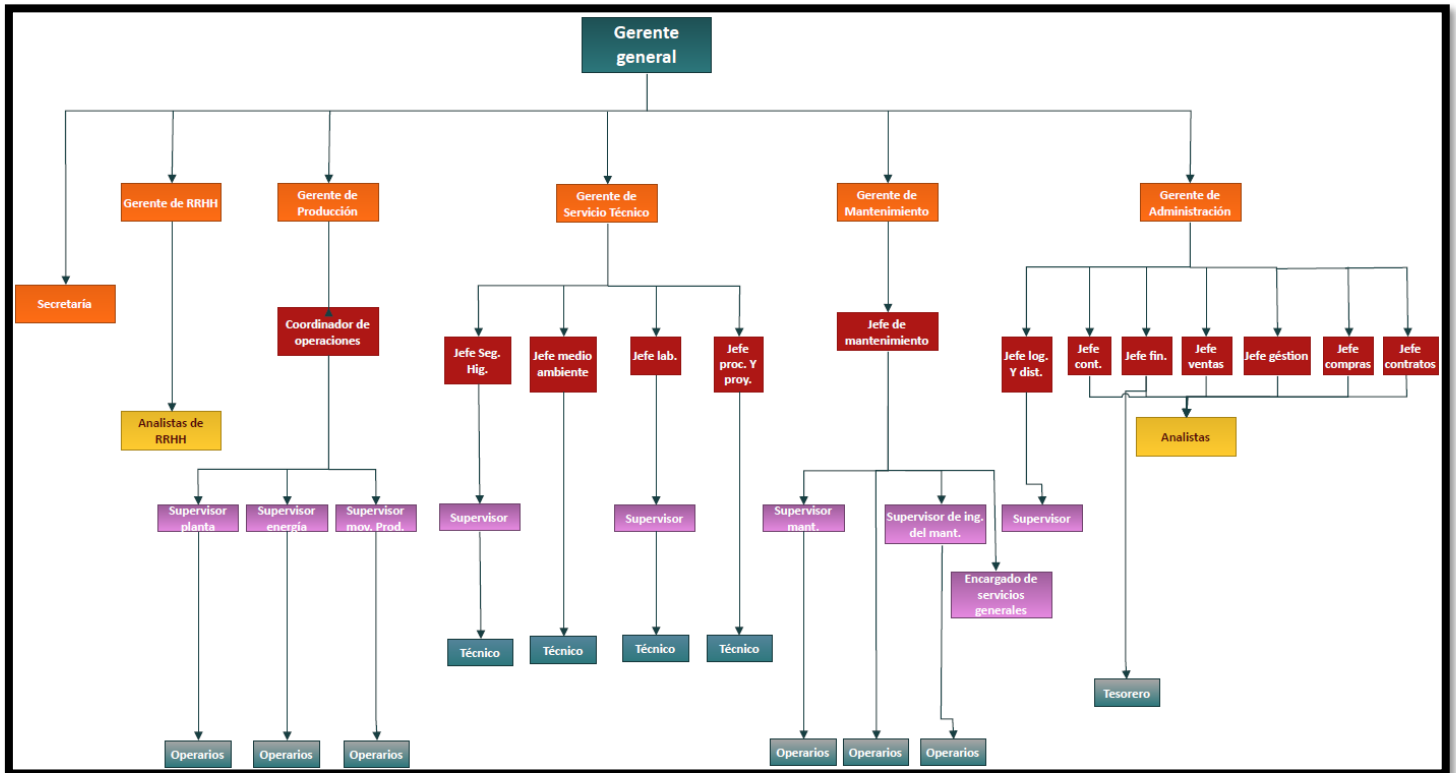 Gerente
general
Gerente de RRHH
Gerente de
Producción
Gerente de
Servicio Técnico
Gerente de
Mantenimiento
Gerente de
Administración
Secretaría
Coordinador de
operaciones
Jefe Seg.
Hig.
Jefe medio
ambiente
Jefe lab.
Jefe
proc. Y
proy.
Jefe de
mantenimiento
Jefe log.
Y dist.
Jefe
cont.
Jefe fin.
Jefe
ventas
Jefe géstion
Jefe
compras
Jefe
contratos
Analistas de
RRHH
Analistas
Supervisor
planta
Supervisor
energía
Supervisor
mov. Prod.
Supervisor
Supervisor
Supervisor
mant.
Supervisor de ing.
del mant.
Supervisor
Encargado de
servicios
generales
Técnico
Técnico
Técnico
Técnico
Tesorero
Operarios
Operarios
Operarios
Operarios
Operarios
Operarios